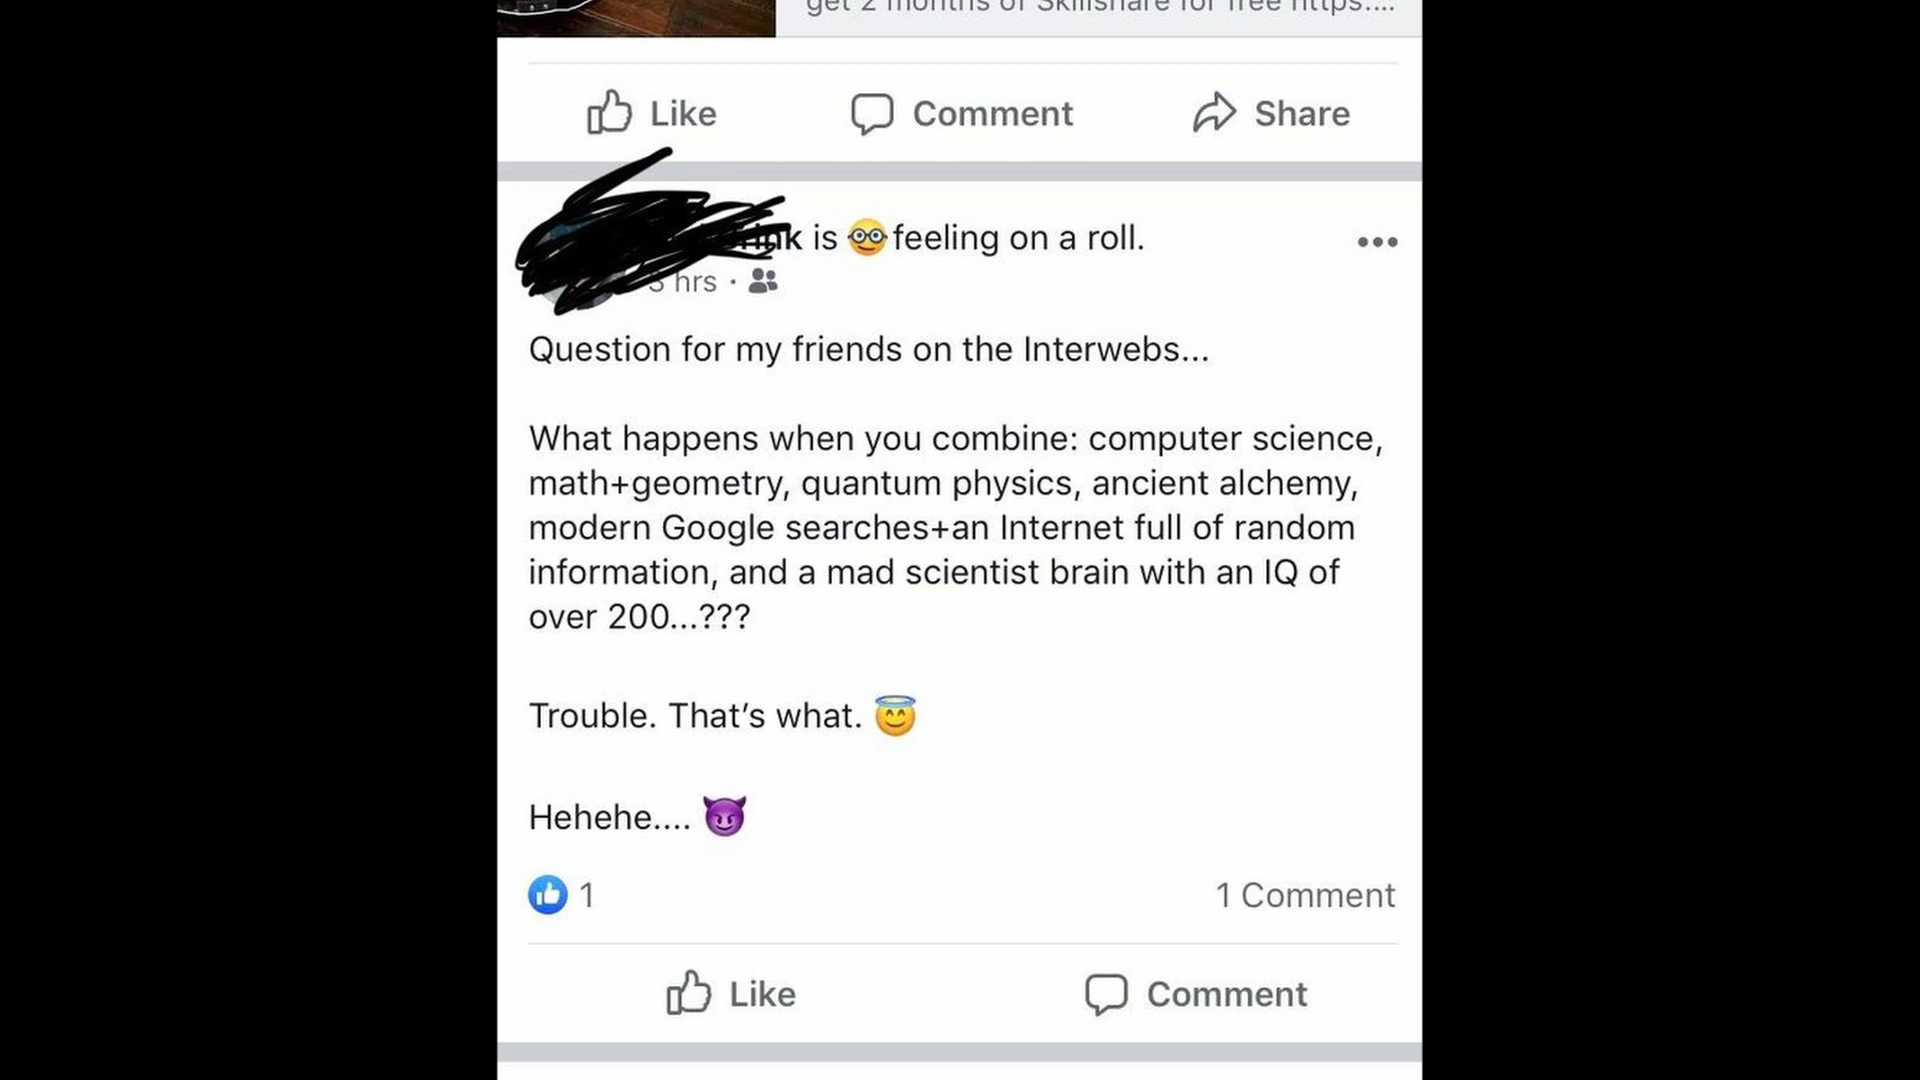 get 2 months of Skillshare for free https:...
Like Comment Share
is feeling on a roll.
hrs ·
Question for my friends on the Interwebs...
What happens when you combine: computer science,
math+geometry, quantum physics, ancient alchemy,
modern Google searches+an Internet full of random
information, and a mad scientist brain with an IQ of
over 200...???
Trouble. That’s what. 😇
Hehehe.... 😈
1 1 Comment
Like Comment